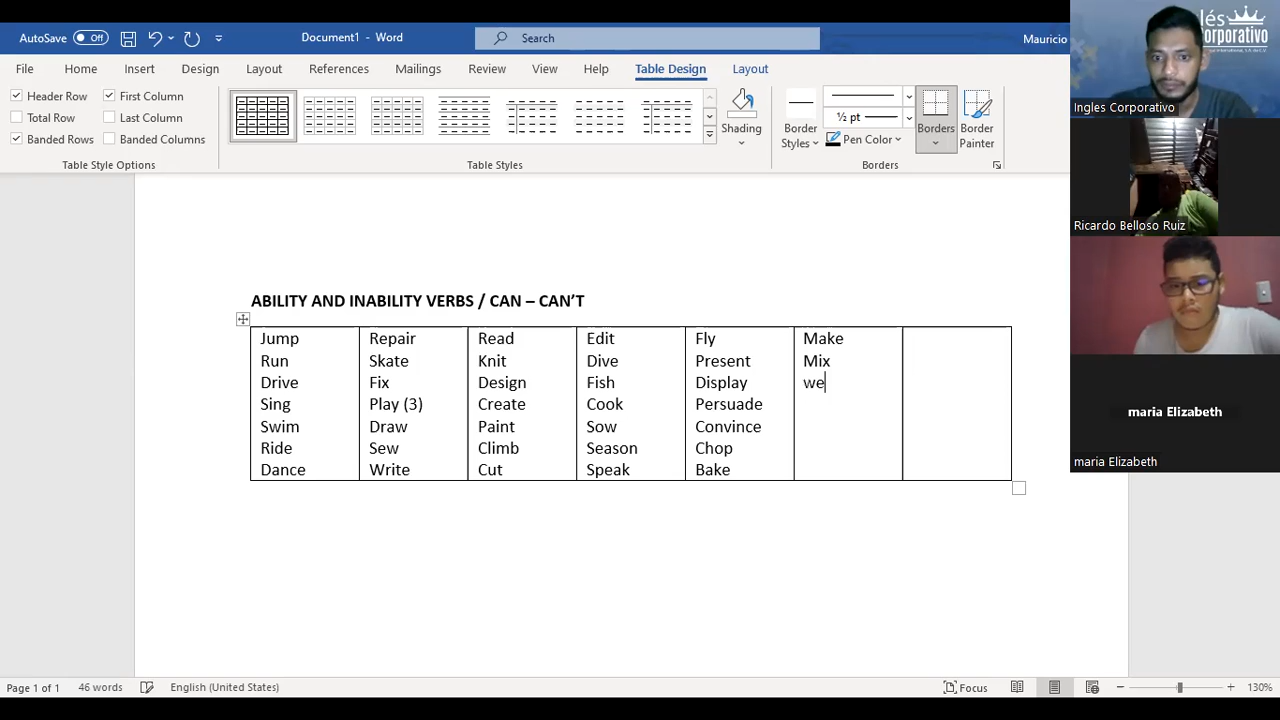 AutoSave Off Document1 - Word Search Mauricio
File Home Insert Design Layout References Mailings Review View Help Table Design Layout
Header Row First Column
Total Row Last Column
Banded Rows Banded Columns
Table Style Options
Table Styles
Shading
Border Styles
½ pt
Pen Color
Borders
Border Painter
Borders
ABILITY AND INABILITY VERBS / CAN – CAN'T
Jump Repair Read Edit Fly Make
Run Skate Knit Dive Present Mix
Drive Fix Design Fish Display we
Sing Play (3) Create Cook Persuade
Swim Draw Paint Sow Convince
Ride Sew Climb Season Chop
Dance Write Cut Speak Bake
Page 1 of 1 46 words English (United States) Focus 130%
lés
orporativo
Ingles Corporativo
Ricardo Belloso Ruiz
maria Elizabeth
maria Elizabeth